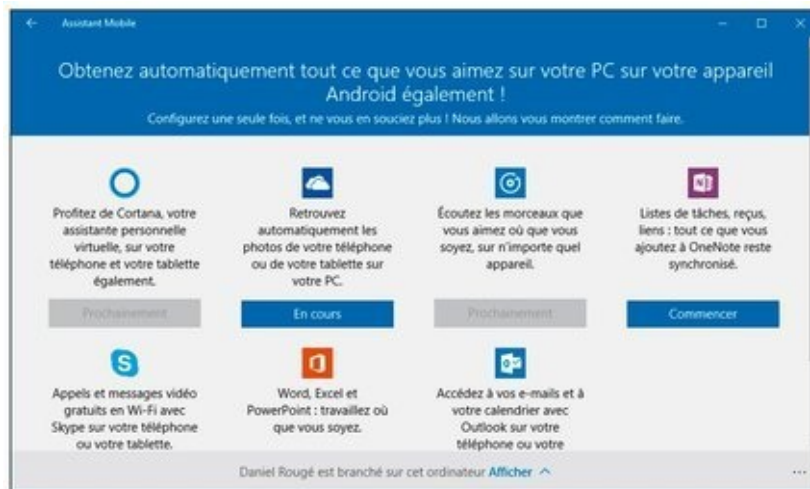 Assistant Mobile
Obtenez automatiquement tout ce que vous aimez sur votre PC sur votre appareil
Android également !
Configurez une seule fois, et ne vous en souciez plus ! Nous allons vous montrer comment faire.
Profitez de Cortana, votre
assistante personnelle
virtuelle, sur votre
téléphone et votre tablette
également.
Prochainement
Retrouvez
automatiquement les
photos de votre téléphone
ou de votre tablette sur
votre PC.
En cours
Écoutez les morceaux que
vous aimez où que vous
soyez, sur n'importe quel
appareil.
Prochainement
Listes de tâches, reçus,
liens : tout ce que vous
ajoutez à OneNote reste
synchronisé.
Commencer
Appels et messages vidéo
gratuits en Wi-Fi avec
Skype sur votre téléphone
ou votre tablette.
Word, Excel et
PowerPoint : travaillez où
que vous soyez.
Accédez à vos e-mails et à
votre calendrier avec
Outlook sur votre
téléphone ou votre
Daniel Rougé est branché sur cet ordinateur Afficher